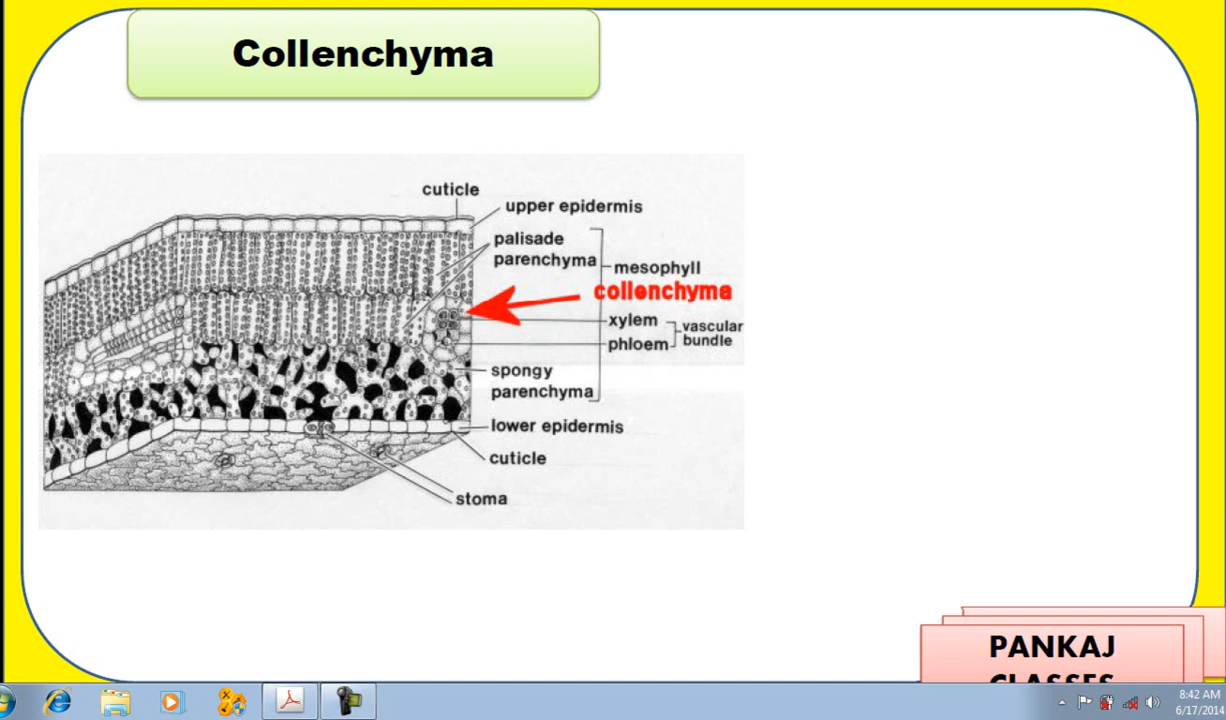 Collenchyma
cuticle
upper epidermis
palisade
parenchyma
mesophyll
collenchyma
xylem
phloem
vascular
bundle
spongy
parenchyma
lower epidermis
cuticle
stoma
PANKAJ
CLASSES
8:42 AM
6/17/2014